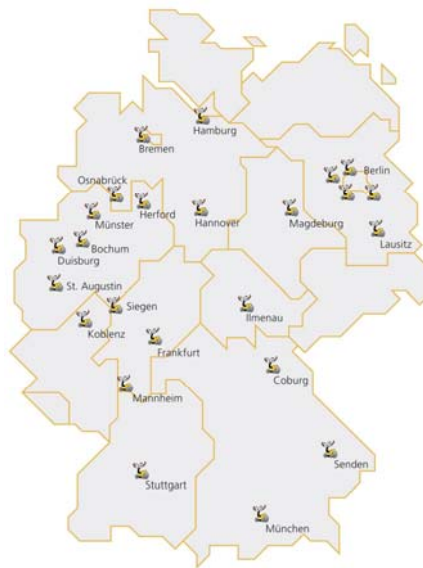 Hamburg
Bremen
Berlin
Osnabrück
Herford
Münster
Hannover
Magdeburg
Lausitz
Bochum
Duisburg
St. Augustin
Siegen
Ilmenau
Koblenz
Frankfurt
Coburg
Mannheim
Senden
Stuttgart
München